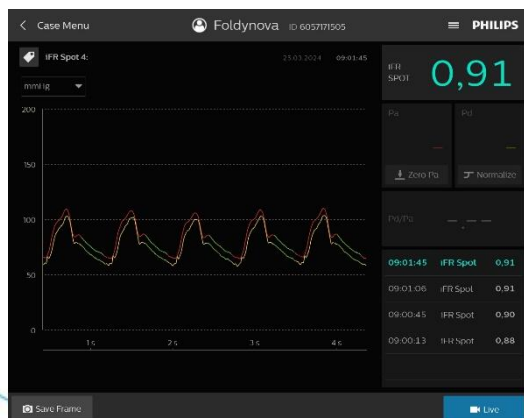 Case Menu
Foldynova ID 6057171505
PHILIPS
iFR Spot 4:
25.03.2024 09:01:45
mmHg
200
150
100
50
0
1 s
2 s
3 s
4 s
iFR
SPOT
0,91
Pa
Pd
Zero Pa
Normalize
Pd/Pa
09:01:45 iFR Spot 0,91
09:01:06 iFR Spot 0,91
09:00:45 iFR Spot 0,90
09:00:13 iFR Spot 0,88
Save Frame
Live